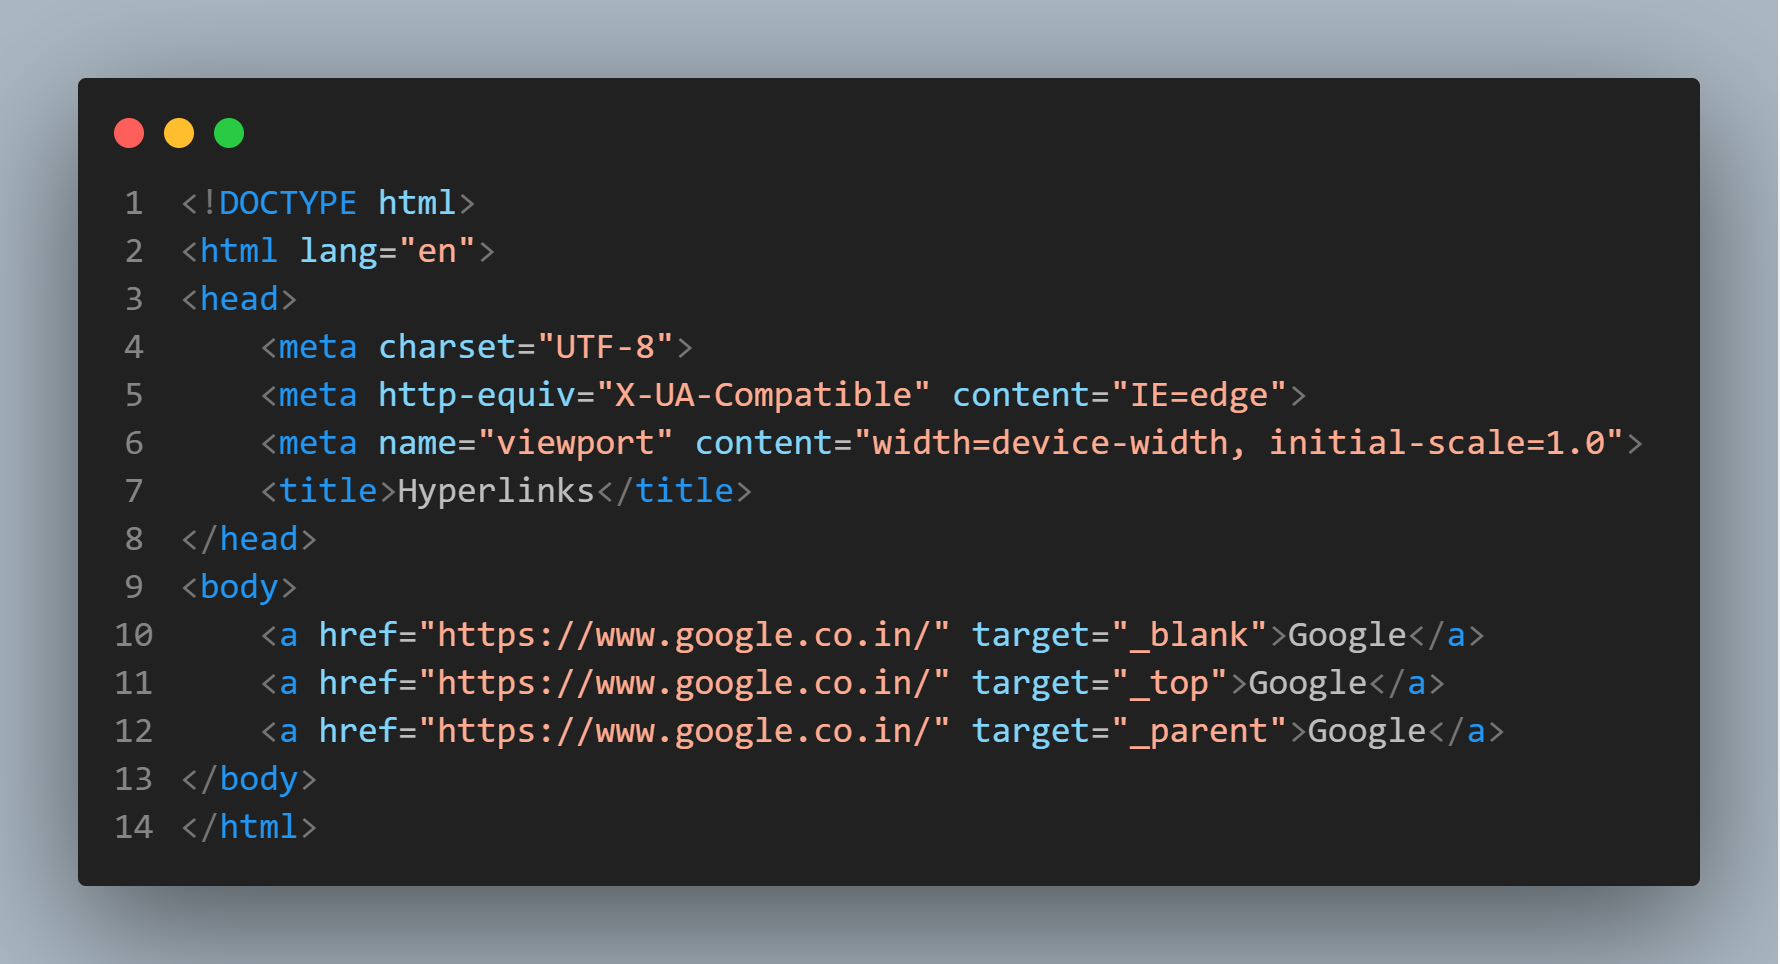 1 <!DOCTYPE html>
2 <html lang="en">
3 <head>
4     <meta charset="UTF-8">
5     <meta http-equiv="X-UA-Compatible" content="IE=edge">
6     <meta name="viewport" content="width=device-width, initial-scale=1.0">
7     <title>Hyperlinks</title>
8 </head>
9 <body>
10     <a href="https://www.google.co.in/" target="_blank">Google</a>
11     <a href="https://www.google.co.in/" target="_top">Google</a>
12     <a href="https://www.google.co.in/" target="_parent">Google</a>
13 </body>
14 </html>